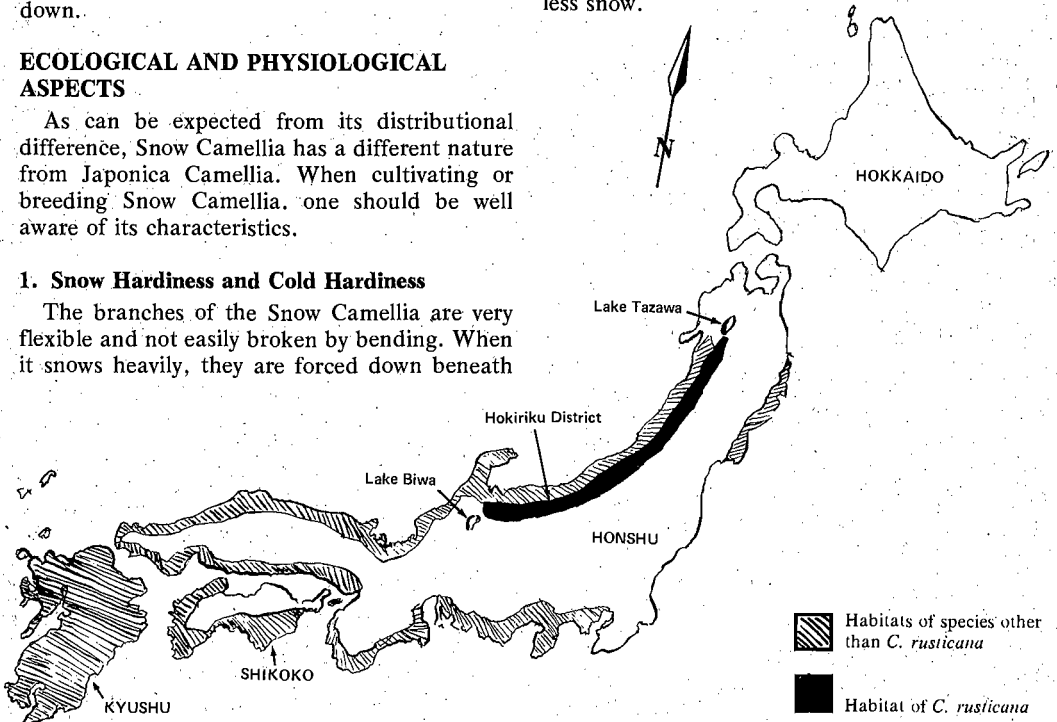 down.
ECOLOGICAL AND PHYSIOLOGICAL
ASPECTS
As can be expected from its distributional
difference, Snow Camellia has a different nature
from Japonica Camellia. When cultivating or
breeding Snow Camellia. one should be well
aware of its characteristics.
1. Snow Hardiness and Cold Hardiness
The branches of the Snow Camellia are very
flexible and not easily broken by bending. When
it snows heavily, they are forced down beneath
less snow.
N
HOKKAIDO
Lake Tazawa
Hokiriku District
Lake Biwa
HONSHU
SHIKOKO
KYUSHU
Habitats of species other
than C. rusticana
Habitat of C. rusticana